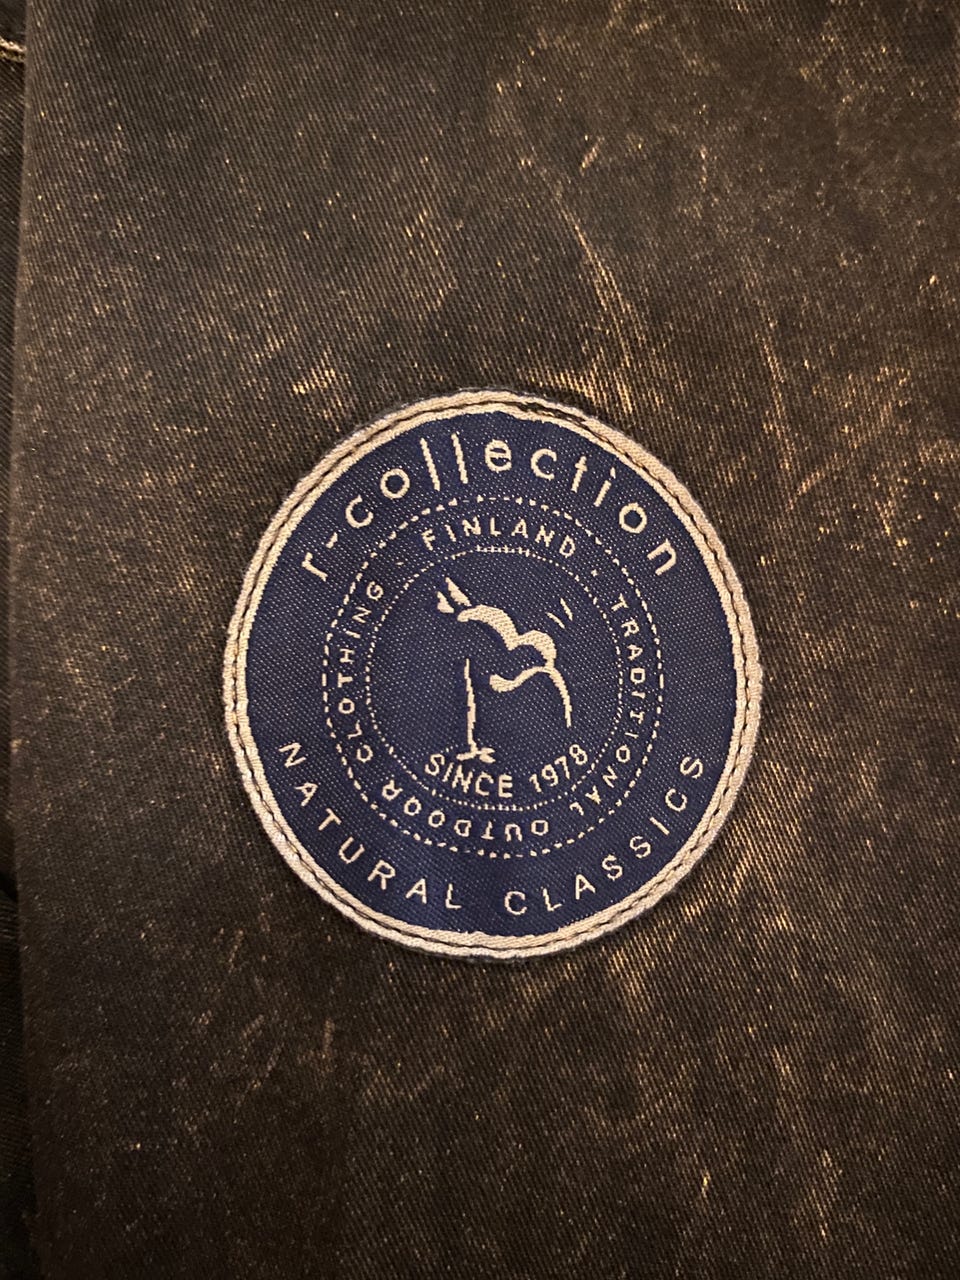 r-collection
FINLAND · TRADITIONAL OUTDOOR CLOTHING ·
SINCE 1978
NATURAL CLASSICS